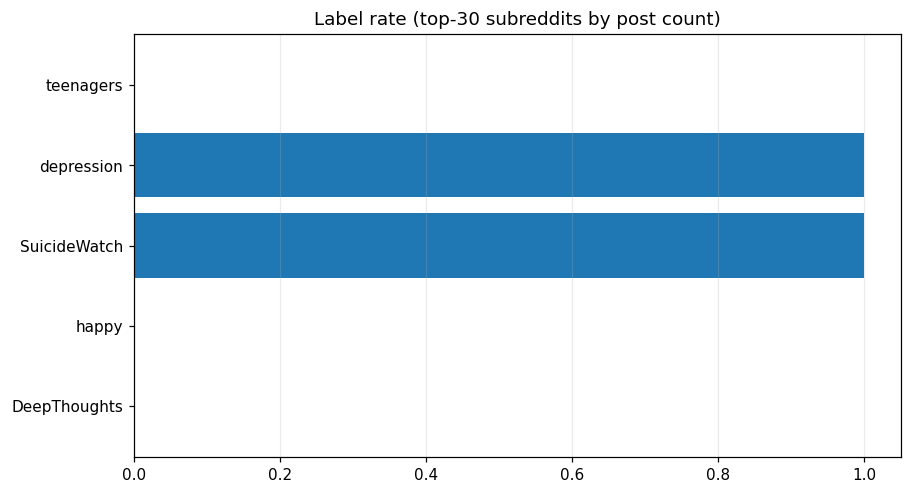 Label rate (top-30 subreddits by post count)
teenagers
depression
SuicideWatch
happy
DeepThoughts
0.0 0.2 0.4 0.6 0.8 1.0